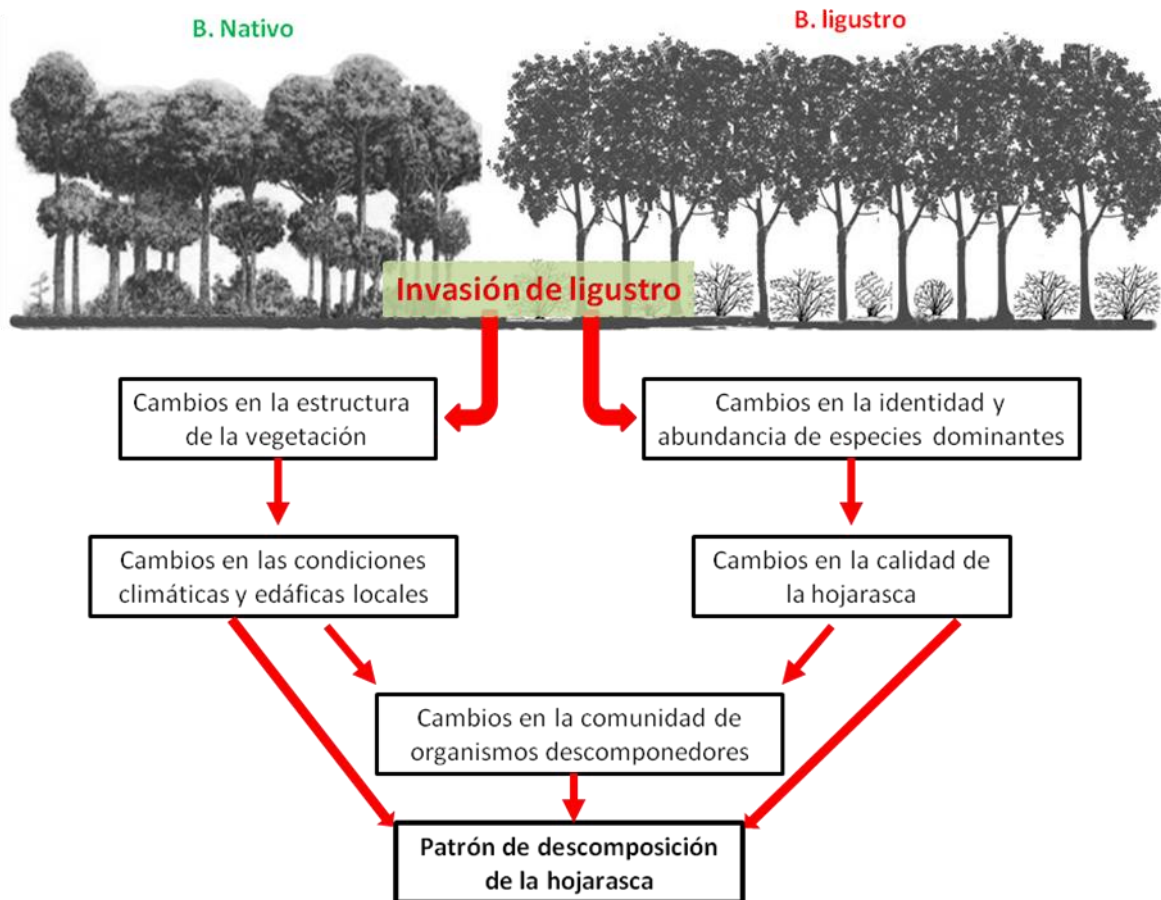 B. Nativo
B. ligustro
Invasión de ligustro
Cambios en la estructura
de la vegetación
Cambios en la identidad y
abundancia de especies dominantes
Cambios en las condiciones
climáticas y edáficas locales
Cambios en la calidad de
la hojarasca
Cambios en la comunidad de
organismos descomponedores
Patrón de descomposición
de la hojarasca